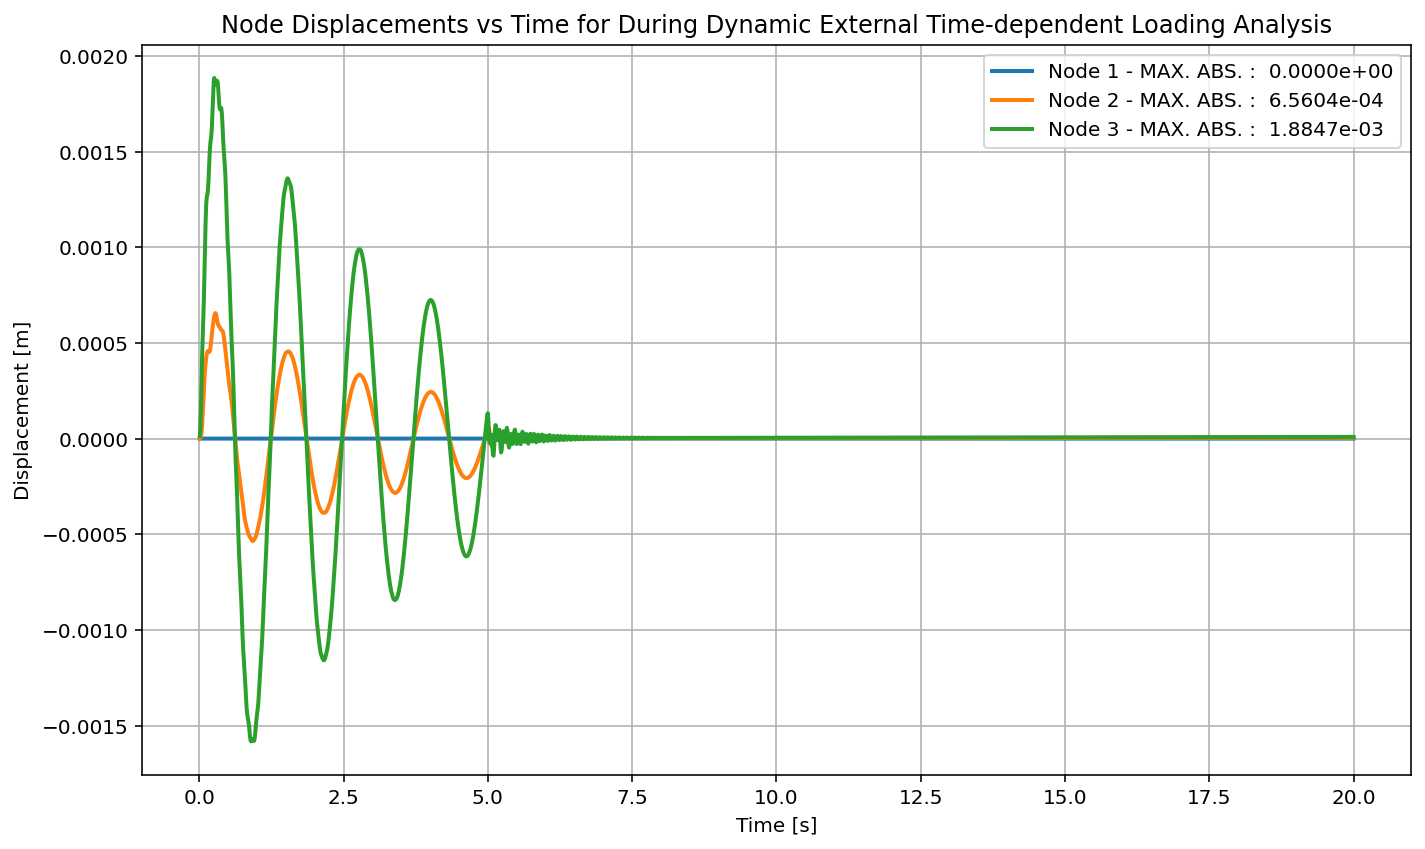 Node Displacements vs Time for During Dynamic External Time-dependent Loading Analysis
Node 1 - MAX. ABS. :  0.0000e+00
Node 2 - MAX. ABS. :  6.5604e-04
Node 3 - MAX. ABS. :  1.8847e-03
Displacement [m]
0.0020
0.0015
0.0010
0.0005
0.0000
−0.0005
−0.0010
−0.0015
0.0 2.5 5.0 7.5 10.0 12.5 15.0 17.5 20.0
Time [s]